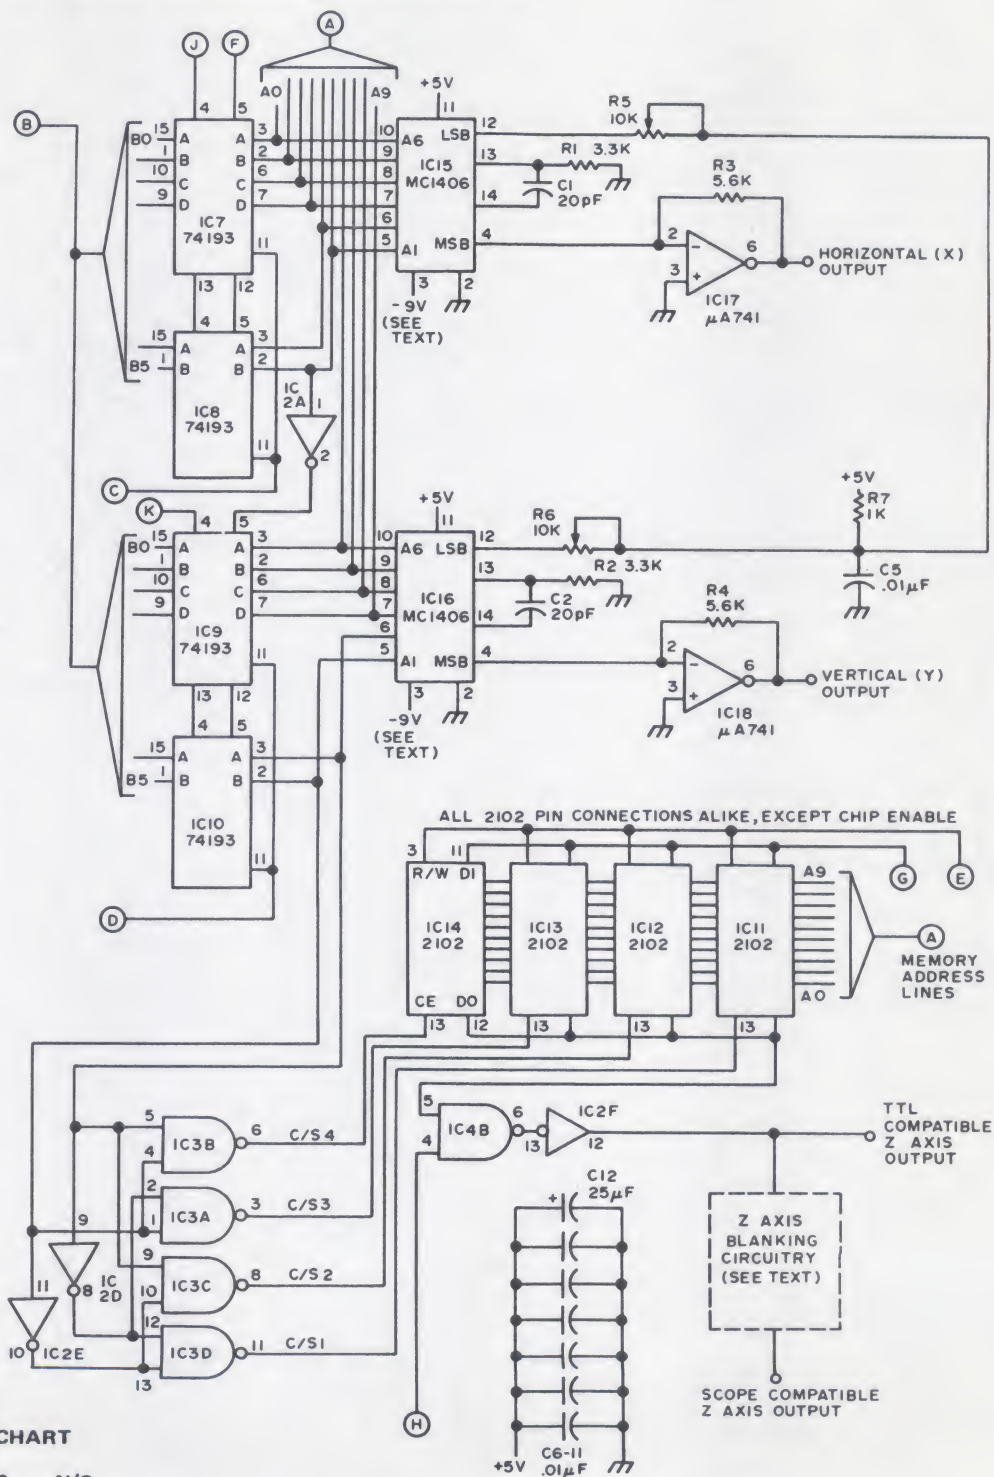 J F A
A0 A9
B
4 5
B0 15 A A 3
1 B B 2
10 C C 6
9 D D 7
IC7
74193
11
13 12
4 5
15 A A 3
B5 1 B B 2
IC8
74193
11
IC
2A 1
2
C
+5V
11
10 A6 LSB 12
9 IC15 13
8 MC1406
7 14
6
5 A1 MSB 4
3 2
-9V
(SEE
TEXT)
R5
10K
R1 3.3K
C1
20pF
R3
5.6K
2 -
3 +
6
IC17
μA741
HORIZONTAL (X)
OUTPUT
K
4 5
B0 15 A A 3
1 B B 2
10 C C 6
9 D D 7
IC9
74193
11
13 12
4 5
15 A A 3
B5 1 B B 2
IC10
74193
11
D
+5V
11
10 A6 LSB 12
9 13
8 IC16
7 MC1406 14
6
5 A1 MSB 4
3 2
-9V
(SEE
TEXT)
R6
10K
R2 3.3K
C2
20pF
+5V
R7
1K
C5
.01μF
R4
5.6K
2 -
3 +
6
IC18
μA741
VERTICAL (Y)
OUTPUT
ALL 2102 PIN CONNECTIONS ALIKE, EXCEPT CHIP ENABLE
3 11
R/W DI
IC14
2102
CE DO
13 12
IC13
2102
13
IC12
2102
13
IC11
2102
13
A9
A0
G E
A
MEMORY
ADDRESS
LINES
5
4 IC3B 6 C/S4
2
1 IC3A 3 C/S3
9
10 IC3C 8 C/S2
12
13 IC3D 11 C/S1
9
8 IC
2D
11
10 IC2E
5
4 IC4B 6
13 IC2F
12
H
C12
+ 25μF
C6-11
.01μF
+5V
TTL
COMPATIBLE
Z AXIS
OUTPUT
Z AXIS
BLANKING
CIRCUITRY
(SEE TEXT)
SCOPE COMPATIBLE
Z AXIS OUTPUT
CHART